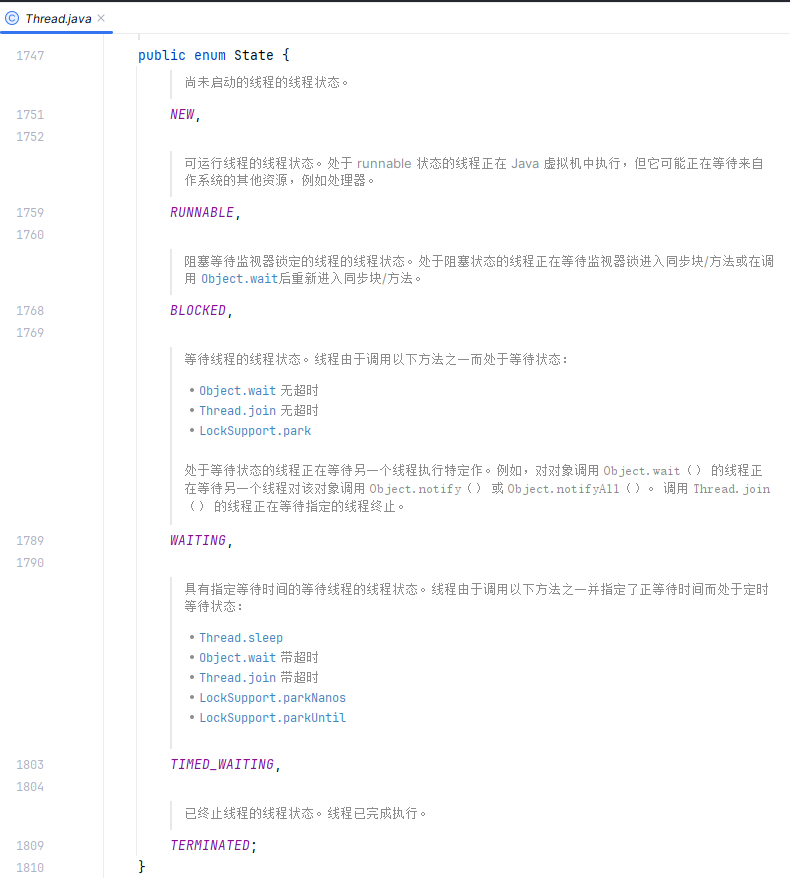 Thread.java
1747 public enum State {
尚未启动的线程的线程状态。
1751 NEW,
1752
可运行线程的线程状态。处于 runnable 状态的线程正在 Java 虚拟机中执行，但它可能正在等待来自
作系统的其他资源，例如处理器。
1759 RUNNABLE,
1760
阻塞等待监视器锁定的线程的线程状态。处于阻塞状态的线程正在等待监视器锁进入同步块/方法或在调
用 Object.wait后重新进入同步块/方法。
1768 BLOCKED,
1769
等待线程的线程状态。线程由于调用以下方法之一而处于等待状态：
• Object.wait 无超时
• Thread.join 无超时
• LockSupport.park
处于等待状态的线程正在等待另一个线程执行特定作。例如，对对象调用 Object.wait（） 的线程正
在等待另一个线程对该对象调用 Object.notify（） 或 Object.notifyAll（）。 调用 Thread.join
（） 的线程正在等待指定的线程终止。
1789 WAITING,
1790
具有指定等待时间的等待线程的线程状态。线程由于调用以下方法之一并指定了正等待时间而处于定时
等待状态：
• Thread.sleep
• Object.wait 带超时
• Thread.join 带超时
• LockSupport.parkNanos
• LockSupport.parkUntil
1803 TIMED_WAITING,
1804
已终止线程的线程状态。线程已完成执行。
1809 TERMINATED;
1810 }